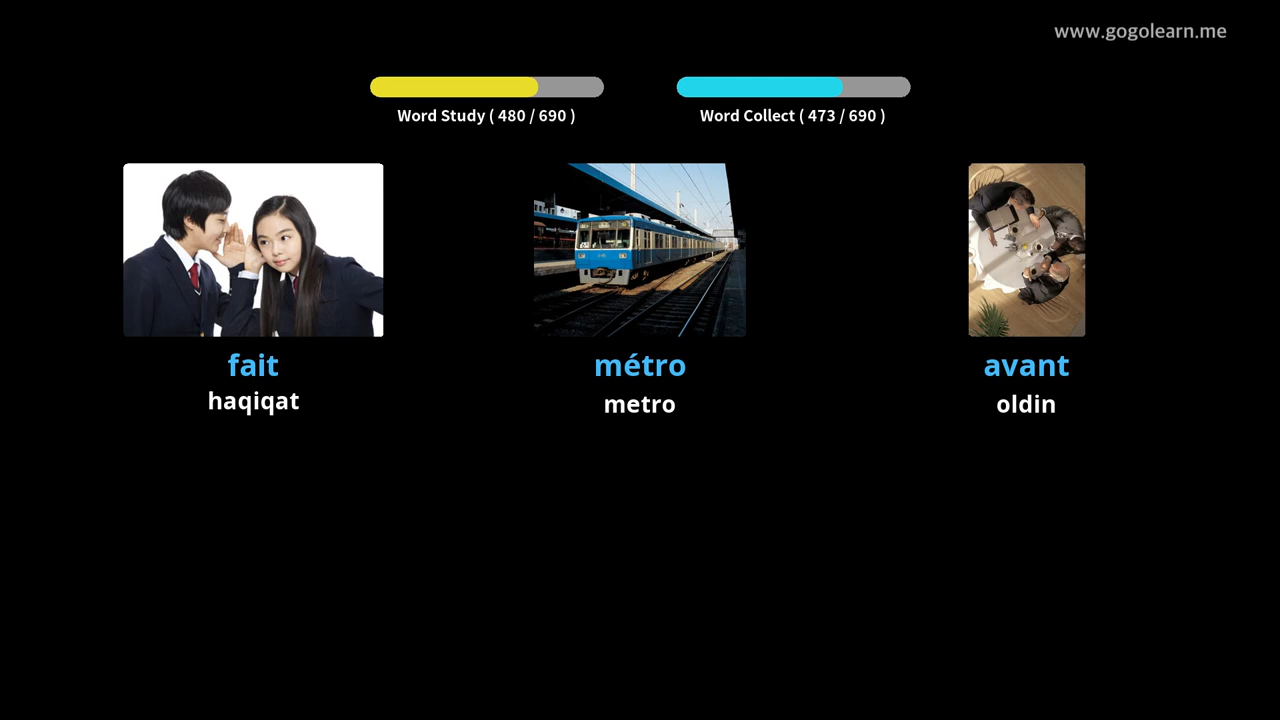 www.gogolearn.me
Word Study ( 480 / 690 )
Word Collect ( 473 / 690 )
fait
métro
avant
haqiqat
metro
oldin